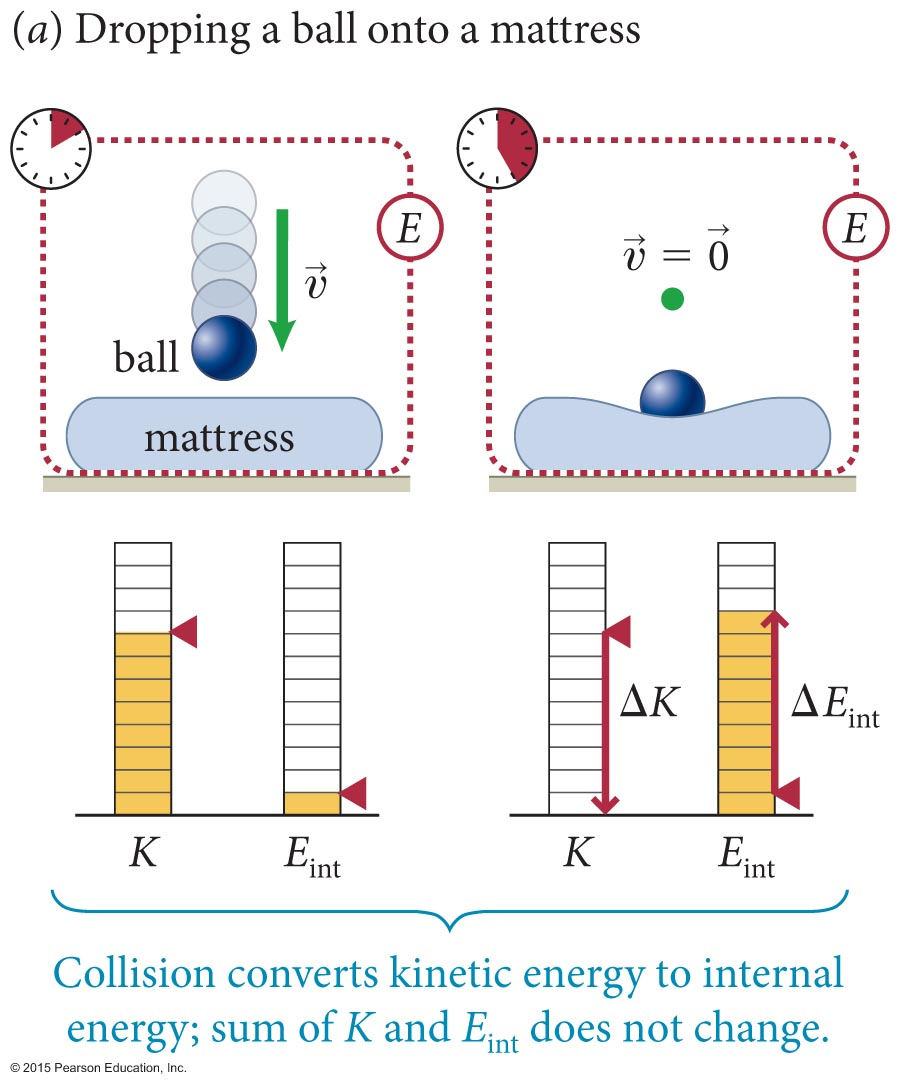 (a) Dropping a ball onto a mattress
E
E
v⃗
v⃗ = 0⃗
ball
mattress
ΔK
ΔE_int
K
E_int
K
E_int
Collision converts kinetic energy to internal
energy; sum of K and E_int does not change.
© 2015 Pearson Education, Inc.